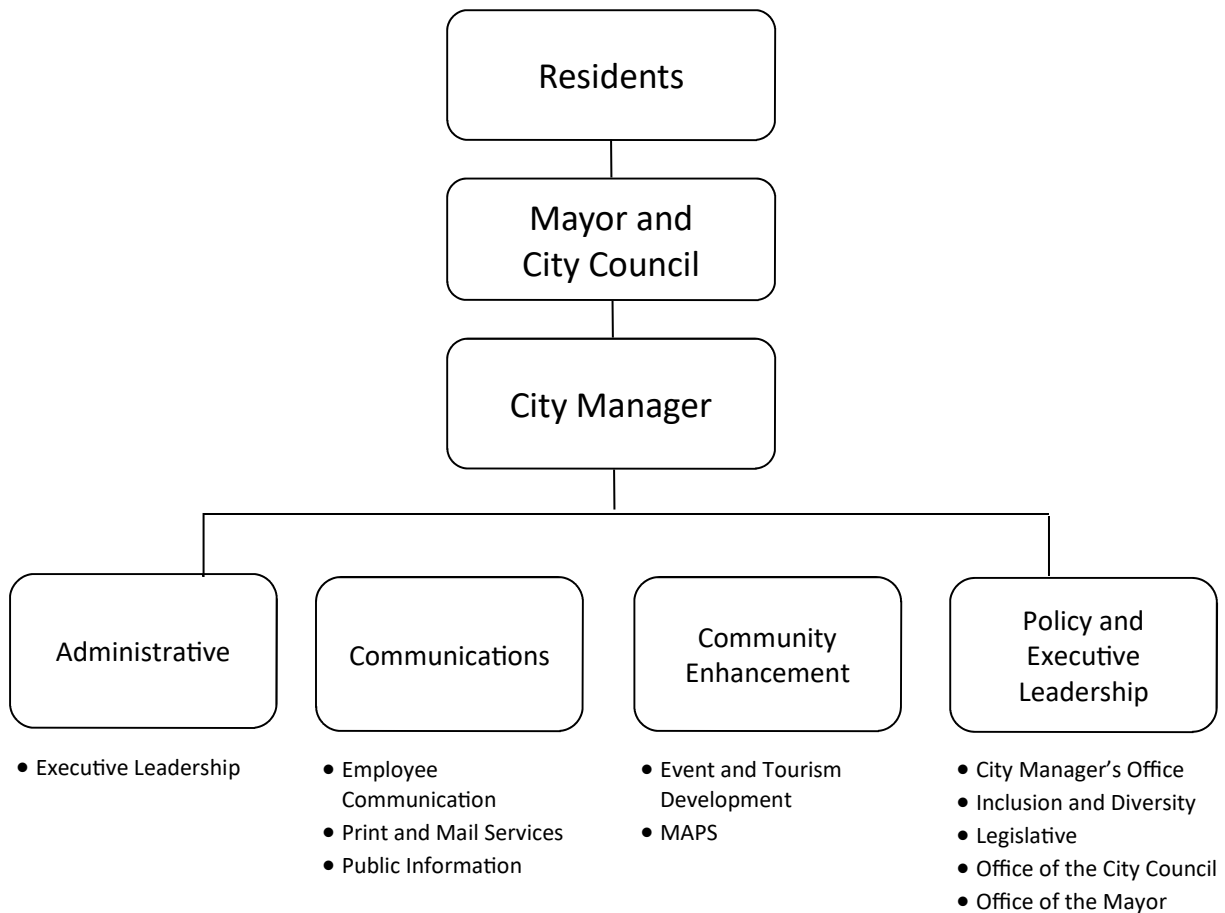 Residents
Mayor and
City Council
City Manager
Administrative
Communications
Community
Enhancement
Policy and
Executive
Leadership
• Executive Leadership
• Employee
Communication
• Print and Mail Services
• Public Information
• Event and Tourism
Development
• MAPS
• City Manager’s Office
• Inclusion and Diversity
• Legislative
• Office of the City Council
• Office of the Mayor